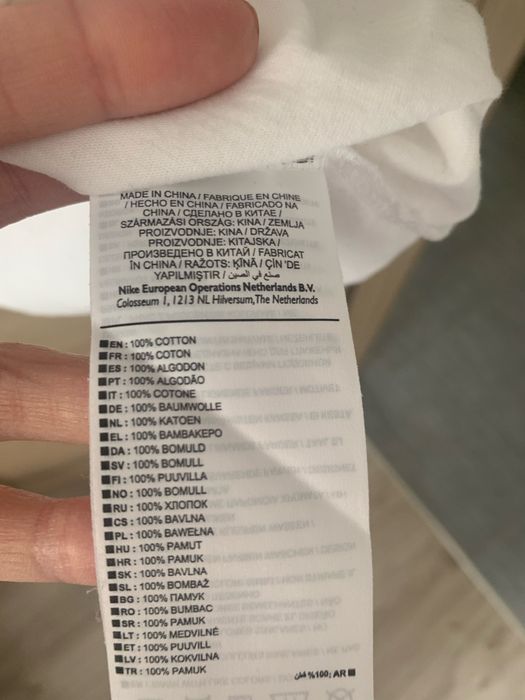 MADE IN CHINA / FABRIQUE EN CHINE
/ HECHO EN CHINA / FABRICADO NA
CHINA / СДЕЛАНО В КИТАЕ /
SZÁRMAZÁSI ORSZÁG: KINA / ZEMLJA
PROIZVODNJE: KINA / DRŽAVA
PROIZVODNJE: KITAJSKA /
ПРОИЗВЕДЕНО В КИТАЙ / FABRICAT
ÎN CHINA / RAŽOTS: ĶĪNĀ / ÇİN 'DE
YAPILMIŞTIR / صنع في الصين
Nike European Operations Netherlands B.V.
Colosseum 1, 1213 NL Hilversum, The Netherlands
EN : 100% COTTON
FR : 100% COTON
ES : 100% ALGODON
PT : 100% ALGODÃO
IT : 100% COTONE
DE : 100% BAUMWOLLE
NL : 100% KATOEN
EL : 100% BAMBAKEPO
DA : 100% BOMULD
SV : 100% BOMULL
FI : 100% PUUVILLA
NO : 100% BOMULL
RU : 100% ХЛОПОК
CS : 100% BAVLNA
PL : 100% BAWEŁNA
HU : 100% PAMUT
HR : 100% PAMUK
SK : 100% BAVLNA
SL : 100% BOMBAŽ
BG : 100% ПАМУК
RO : 100% BUMBAC
SR : 100% PAMUK
LT : 100% MEDVILNĖ
ET : 100% PUUVILL
LV : 100% KOKVILNA
TR : 100% PAMUK
%100 : AR قطن